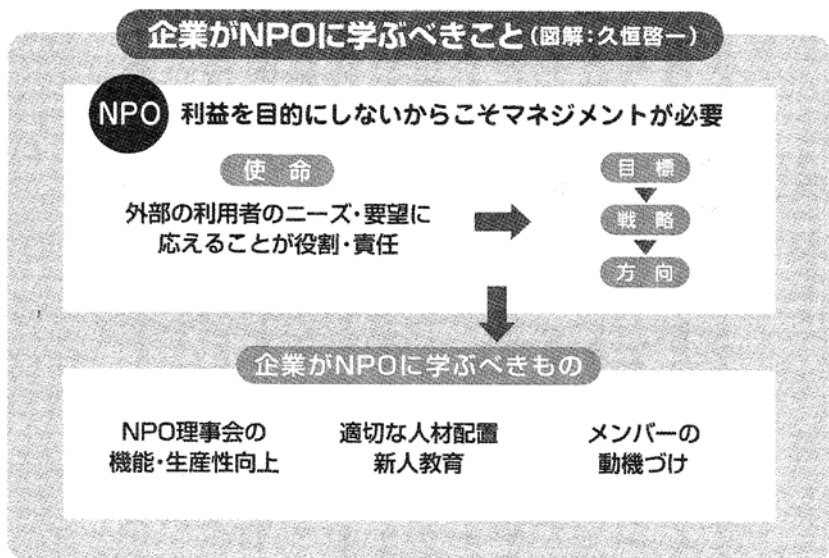 企業がNPOに学ぶべきこと(図解:久恒啓一)
NPO 利益を目的にしないからこそマネジメントが必要
使命
外部の利用者のニーズ・要望に
応えることが役割・責任
目標
戦略
方向
企業がNPOに学ぶべきもの
NPO理事会の
機能・生産性向上
適切な人材配置
新人教育
メンバーの
動機づけ